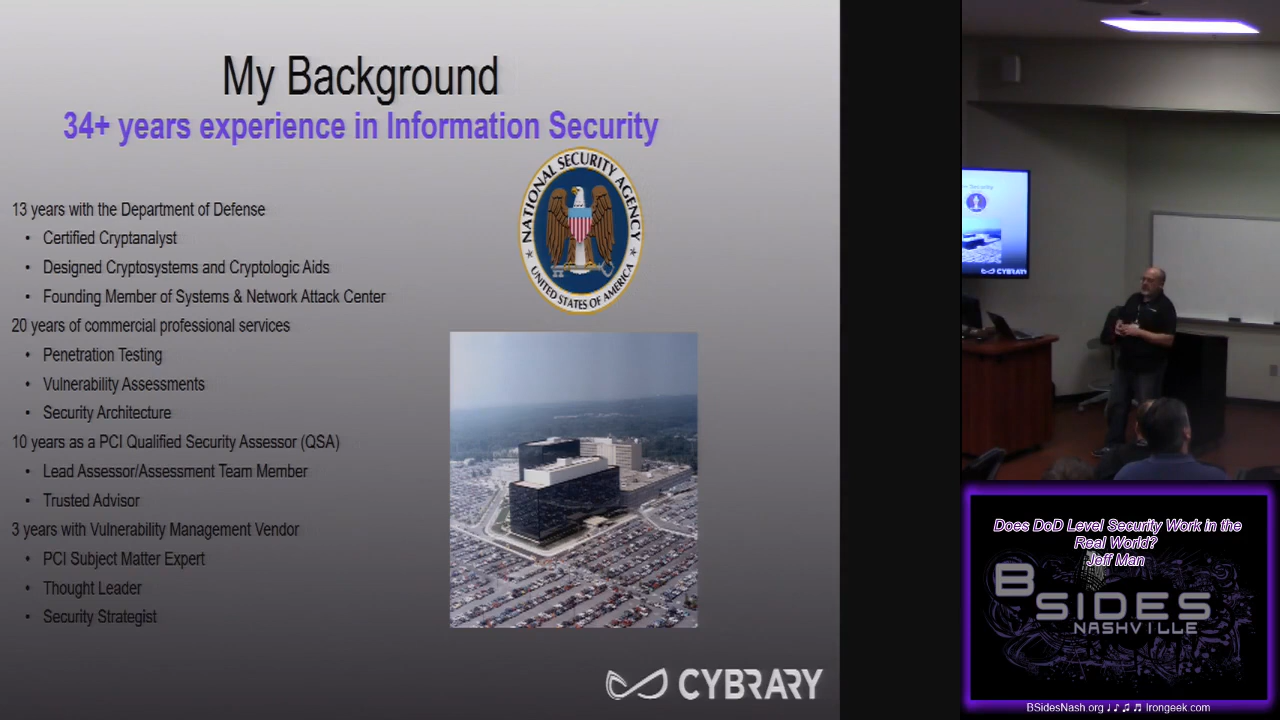 My Background
34+ years experience in Information Security
NATIONAL SECURITY AGENCY
UNITED STATES OF AMERICA
13 years with the Department of Defense
• Certified Cryptanalyst
• Designed Cryptosystems and Cryptologic Aids
• Founding Member of Systems & Network Attack Center
20 years of commercial professional services
• Penetration Testing
• Vulnerability Assessments
• Security Architecture
10 years as a PCI Qualified Security Assessor (QSA)
• Lead Assessor/Assessment Team Member
• Trusted Advisor
3 years with Vulnerability Management Vendor
• PCI Subject Matter Expert
• Thought Leader
• Security Strategist
CYBRARY
Security
CYBRARY
Does DoD Level Security Work in the
Real World?
Jeff Man
BSIDES
NASHVILLE
BSidesNash.org ♩♪♫♬ Irongeek.com